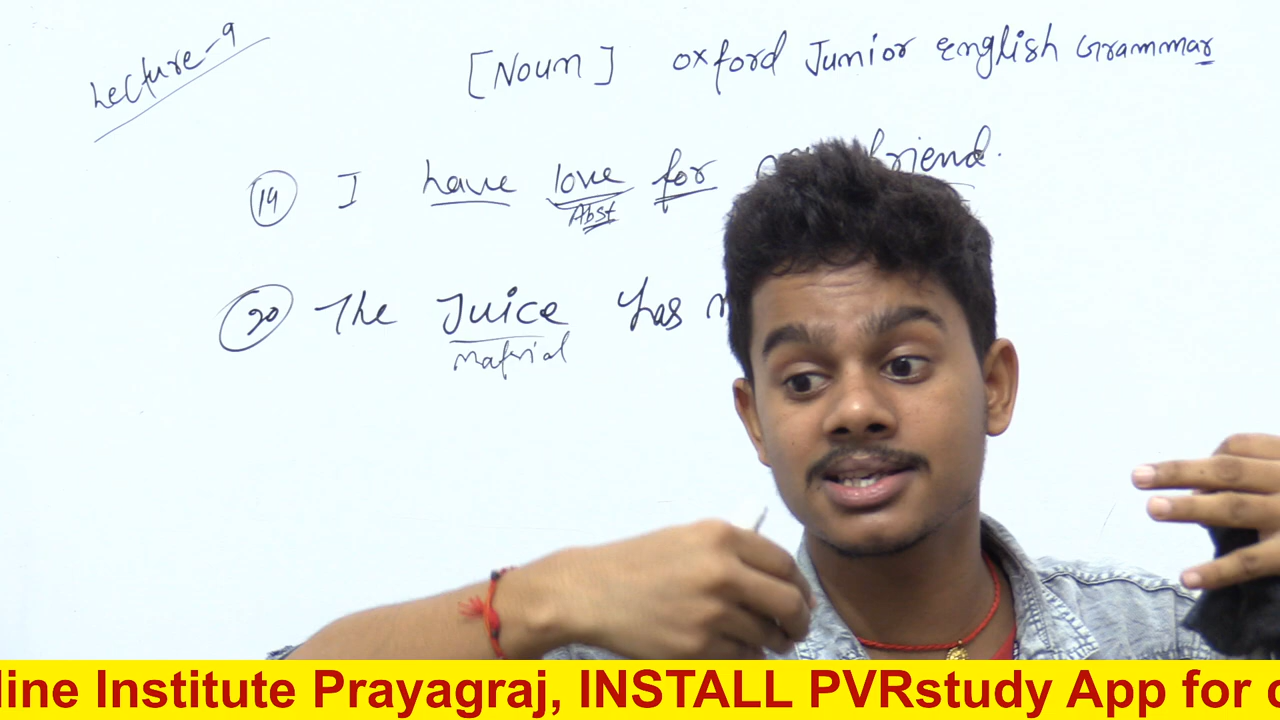 Lecture-9
[Noun] oxford Junior English Grammar
19 I have love for friend.
Abst
20 The Juice has
material
line Institute Prayagraj, INSTALL PVRstudy App for